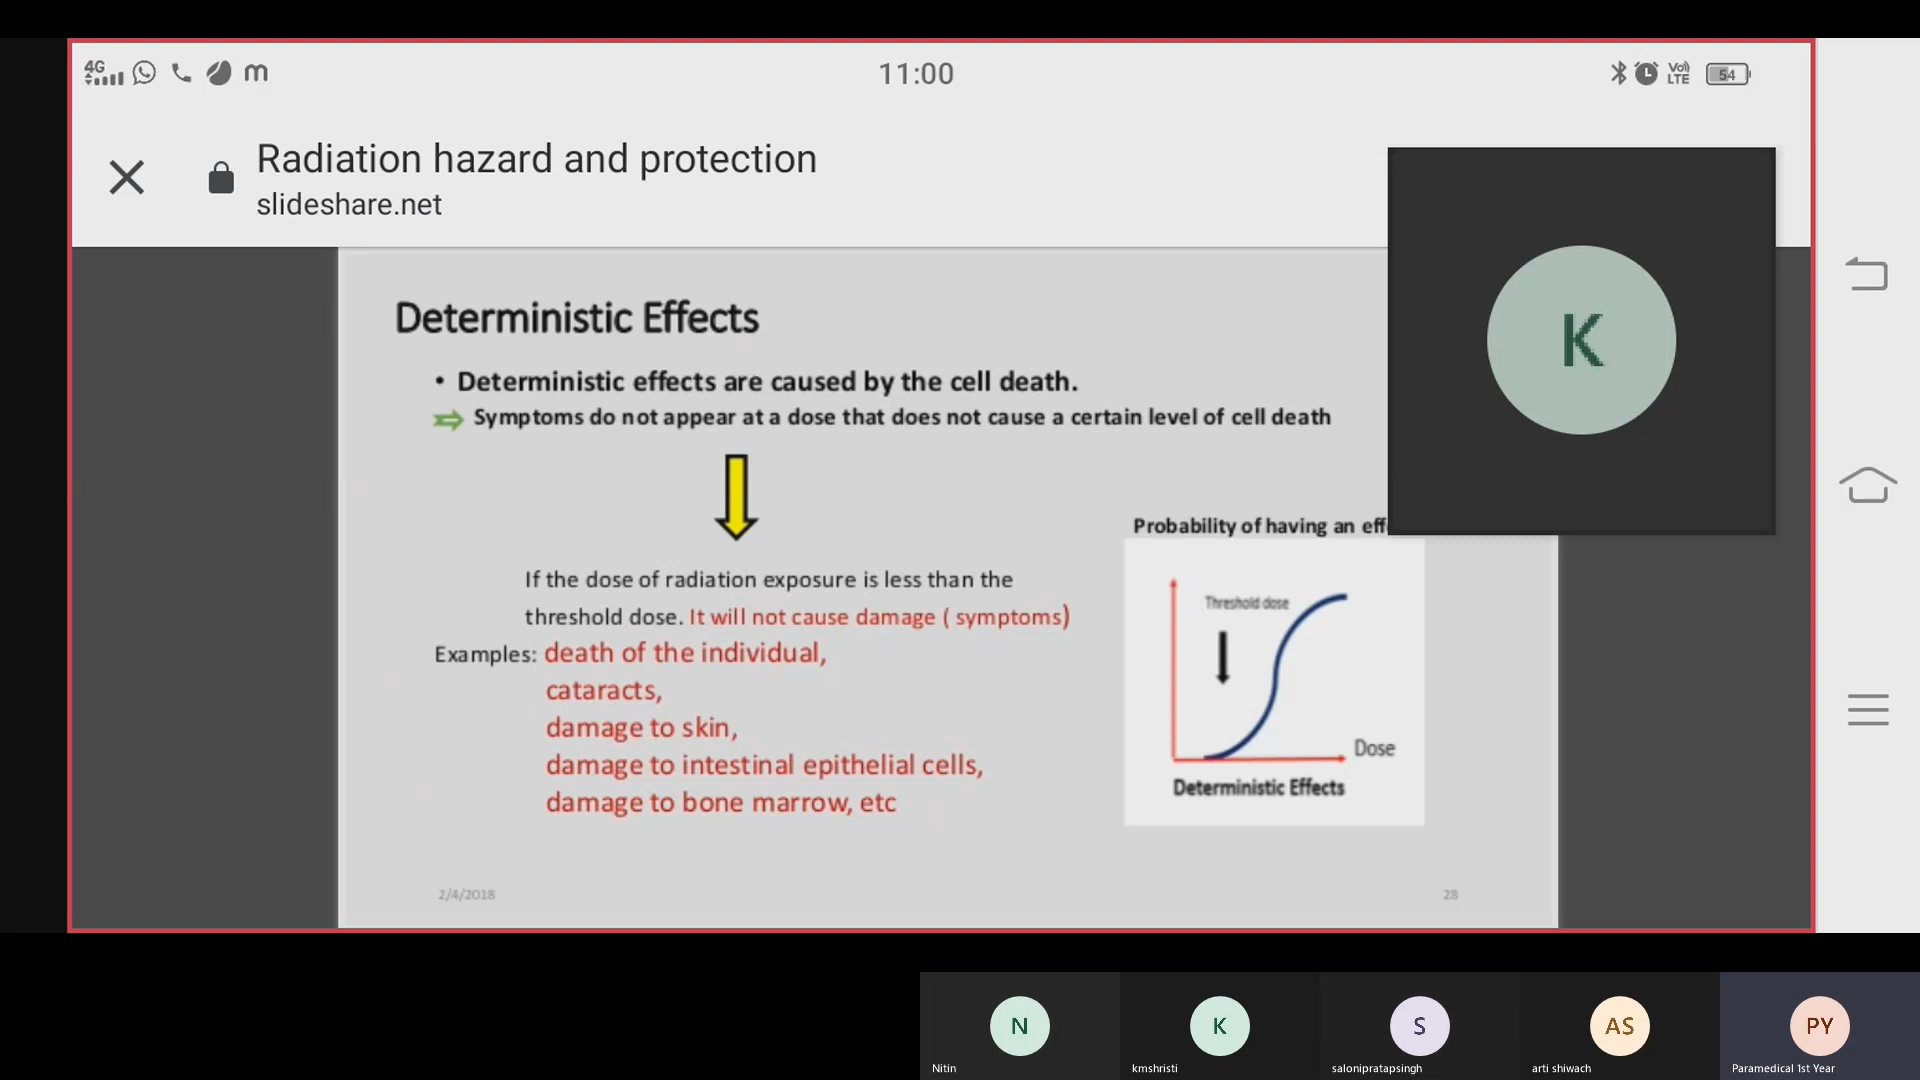 4G
m
11:00
Vo)
LTE
54
Radiation hazard and protection
slideshare.net
K
Deterministic Effects
• Deterministic effects are caused by the cell death.
Symptoms do not appear at a dose that does not cause a certain level of cell death
If the dose of radiation exposure is less than the
threshold dose. It will not cause damage ( symptoms)
Examples: death of the individual,
cataracts,
damage to skin,
damage to intestinal epithelial cells,
damage to bone marrow, etc
Probability of having an eff
Threshold dose
Dose
Deterministic Effects
2/4/2018
28
N
K
S
AS
PY
Nitin
kmshristi
salonipratapsingh
arti shiwach
Paramedical 1st Year